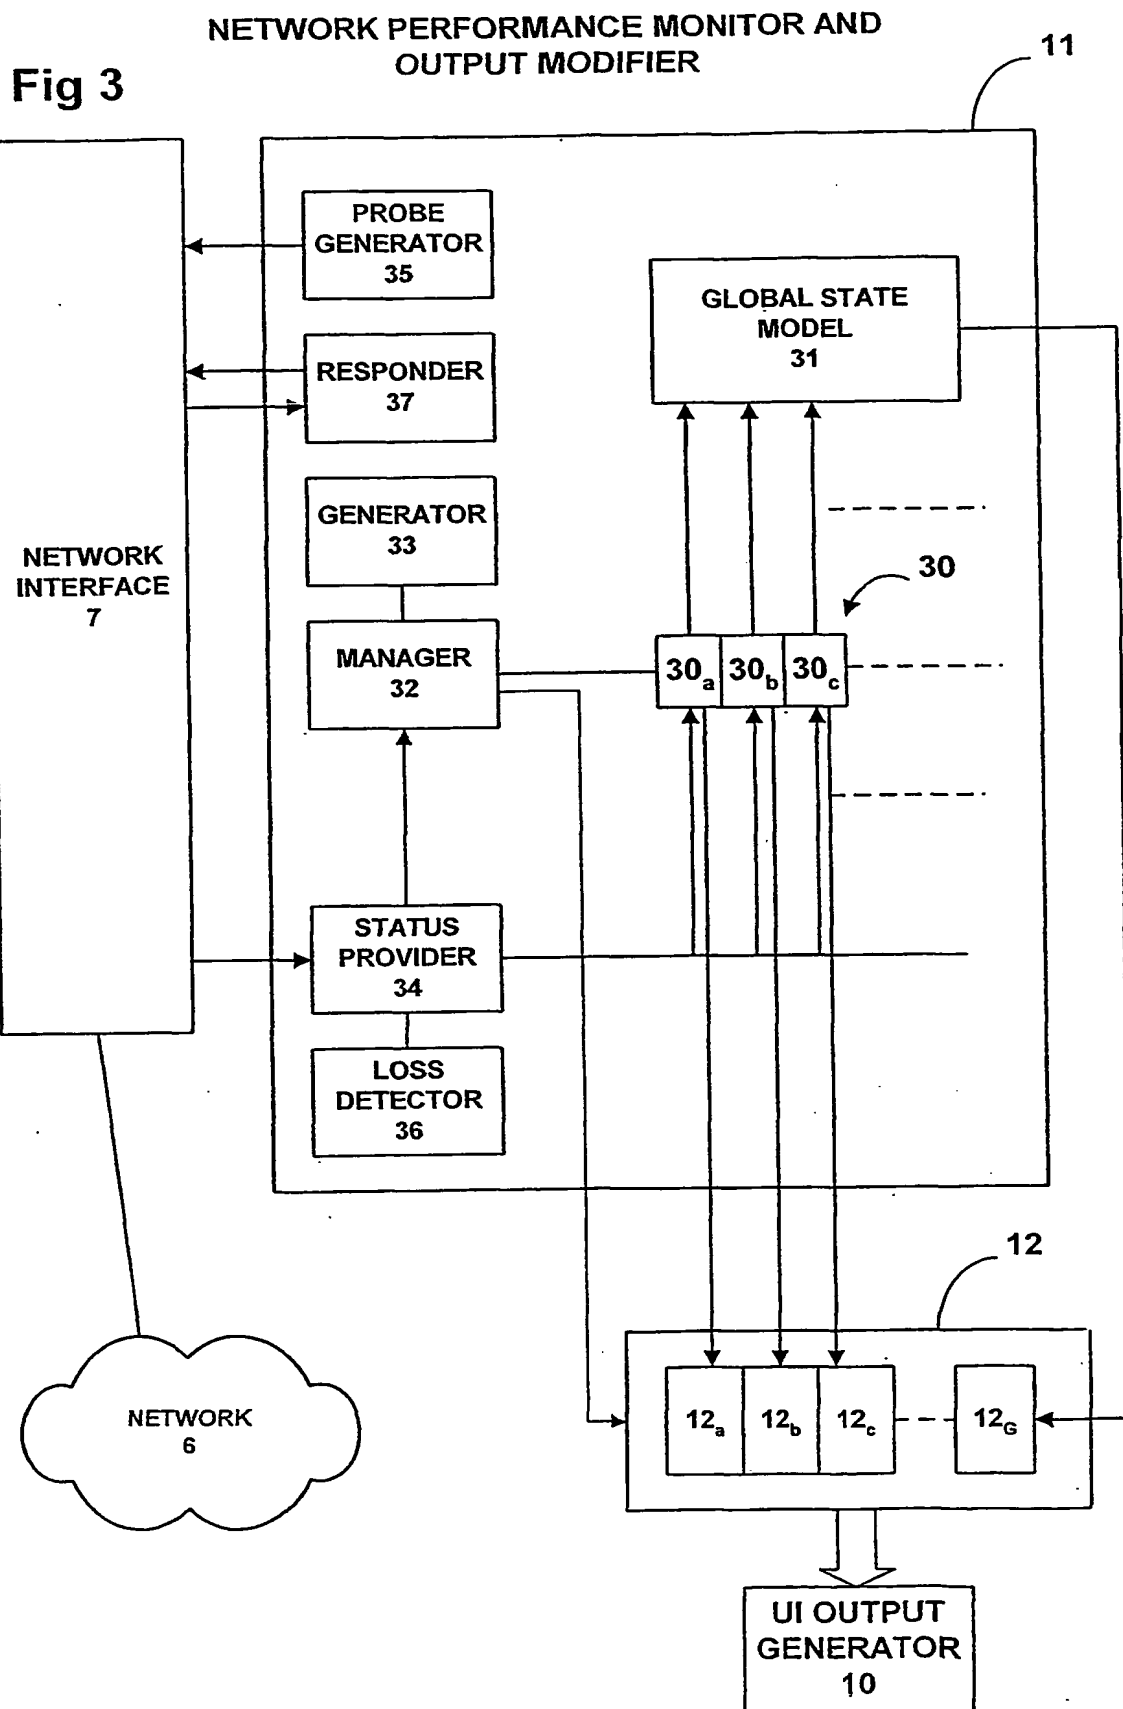 NETWORK PERFORMANCE MONITOR AND
OUTPUT MODIFIER
Fig 3
11
PROBE
GENERATOR
35
GLOBAL STATE
MODEL
31
RESPONDER
37
GENERATOR
33
NETWORK
INTERFACE
7
30
MANAGER
32
30a
30b
30c
STATUS
PROVIDER
34
LOSS
DETECTOR
36
12
NETWORK
6
12a
12b
12c
12G
UI OUTPUT
GENERATOR
10